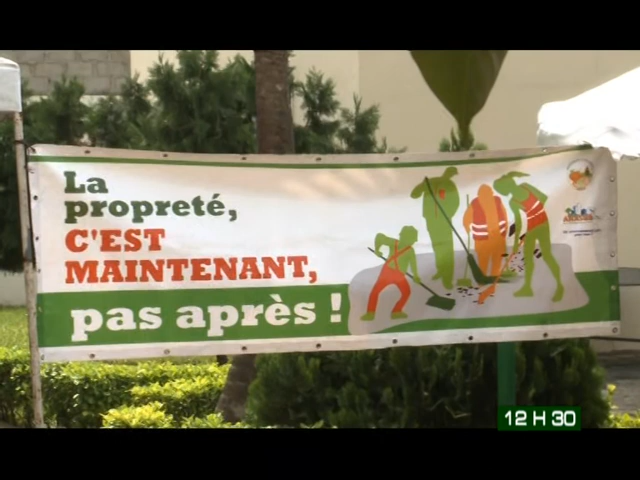 La
propreté,
C'EST
MAINTENANT,
pas après !
12 H 30